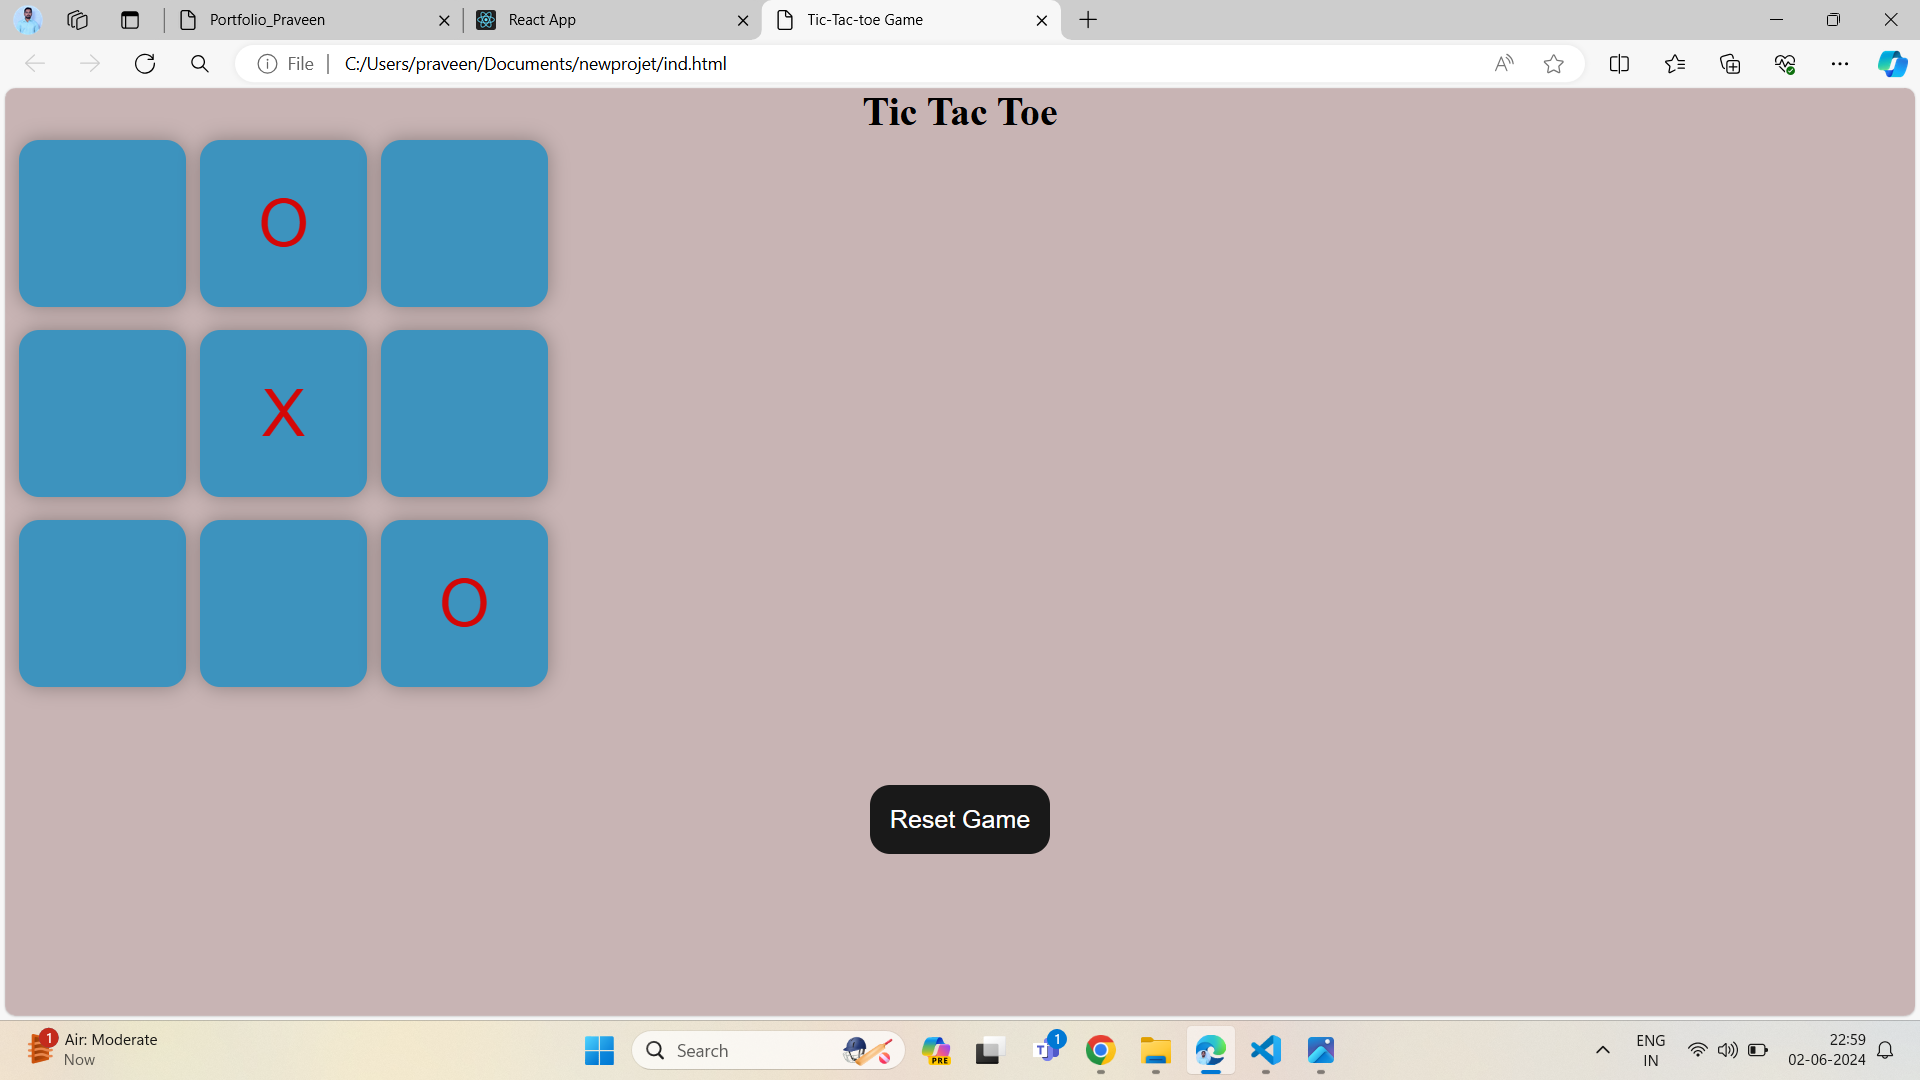 Portfolio_Praveen
React App
Tic-Tac-toe Game
File
C:/Users/praveen/Documents/newprojet/ind.html
A
Tic Tac Toe
O
X
O
Reset Game
1
Air: Moderate
Now
Search
PRE
T
1
ENG
IN
22:59
02-06-2024